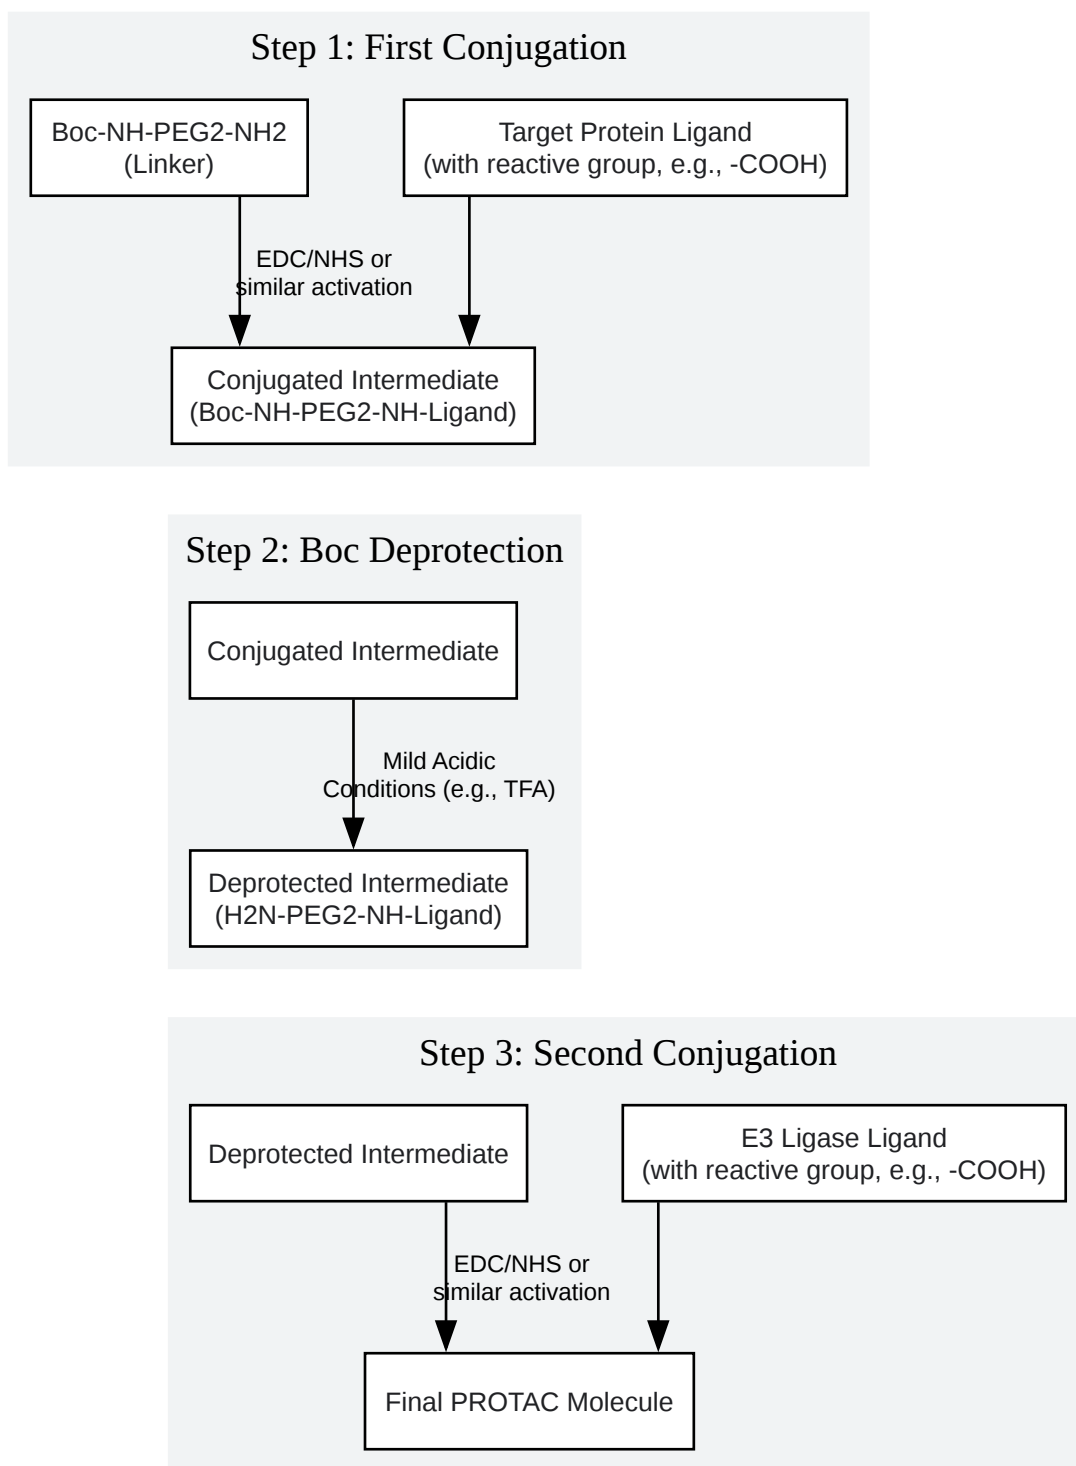 Step 1: First Conjugation
Boc-NH-PEG2-NH2
(Linker)
Target Protein Ligand
(with reactive group, e.g., -COOH)
EDC/NHS or
similar activation
Conjugated Intermediate
(Boc-NH-PEG2-NH-Ligand)
Step 2: Boc Deprotection
Conjugated Intermediate
Mild Acidic
Conditions (e.g., TFA)
Deprotected Intermediate
(H2N-PEG2-NH-Ligand)
Step 3: Second Conjugation
Deprotected Intermediate
E3 Ligase Ligand
(with reactive group, e.g., -COOH)
EDC/NHS or
similar activation
Final PROTAC Molecule